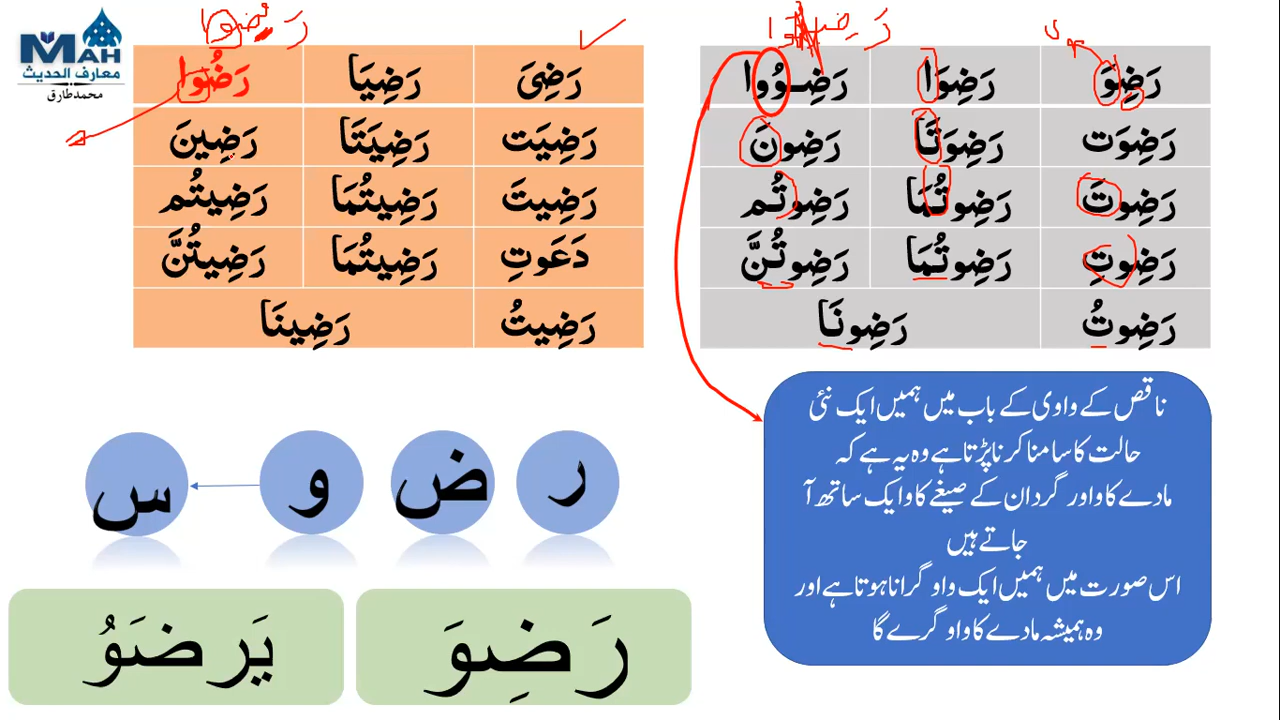 MAH
معارف الحدیث
محمد طارق
رَضِوَ رَضِوَا رَضِوُوا
رَضِوَت رَضِوَتَا رَضِونَ
رَضِوتَ رَضِوتُمَا رَضِوتُم
رَضِوتِ رَضِوتُمَا رَضِوتُنَّ
رَضِوتُ رَضِونَا
رَضِیَ رَضِيَا رَضُوا
رَضِيَت رَضِيَتَا رَضِينَ
رَضِيتَ رَضِيتُمَا رَضِيتُم
دَعَوتِ رَضِيتُمَا رَضِيتُنَّ
رَضِيتُ رَضِينَا
ناقص کے واوی کے باب میں ہمیں ایک نئی
حالت کا سامنا کرنا پڑتا ہے وہ یہ ہے کہ
مادے کا و اور گردان کے صیغے کا و ایک ساتھ آ
جاتے ہیں
اس صورت میں ہمیں ایک واو گرانا ہوتا ہے اور
وہ ہمیشہ مادے کا واو گرے گا
ر ض و س
رَضِوَ يَرضَوُ